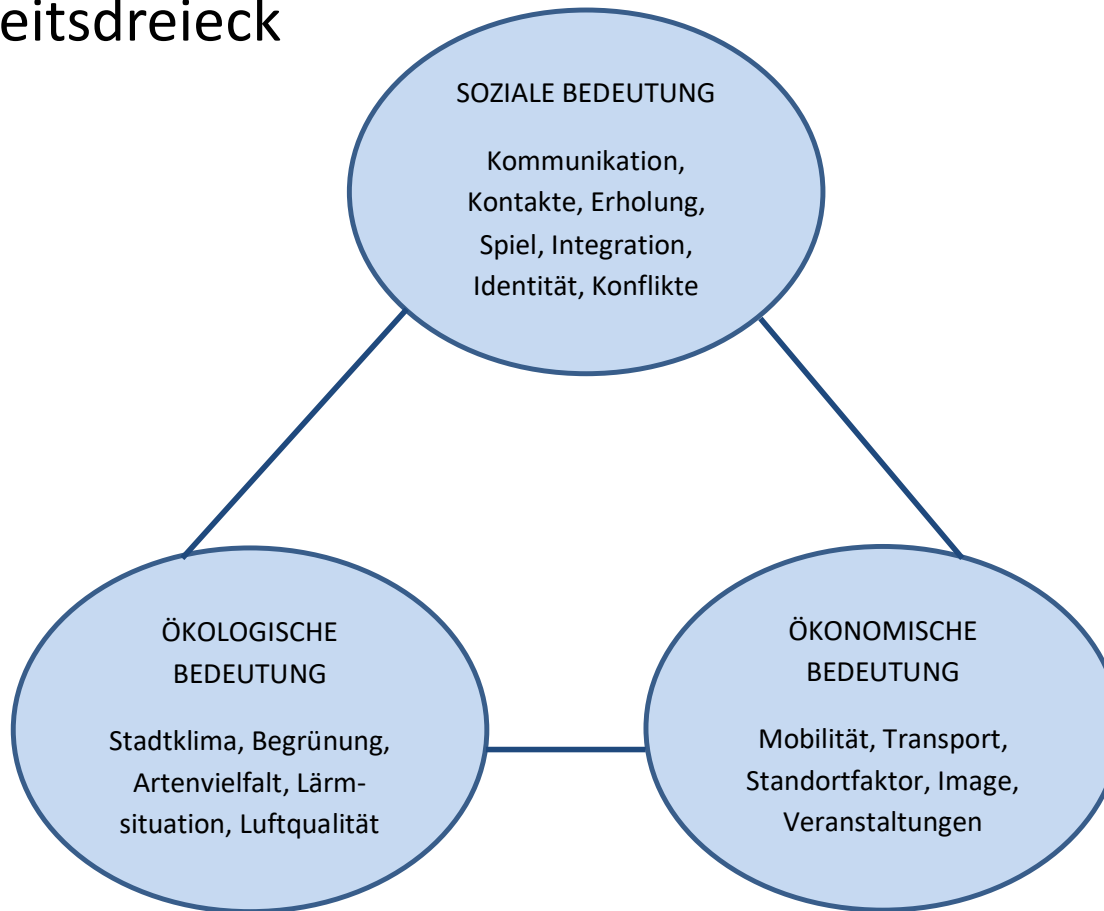 eitsdreieck
SOZIALE BEDEUTUNG
Kommunikation,
Kontakte, Erholung,
Spiel, Integration,
Identität, Konflikte
ÖKOLOGISCHE
BEDEUTUNG
Stadtklima, Begrünung,
Artenvielfalt, Lärm-
situation, Luftqualität
ÖKONOMISCHE
BEDEUTUNG
Mobilität, Transport,
Standortfaktor, Image,
Veranstaltungen